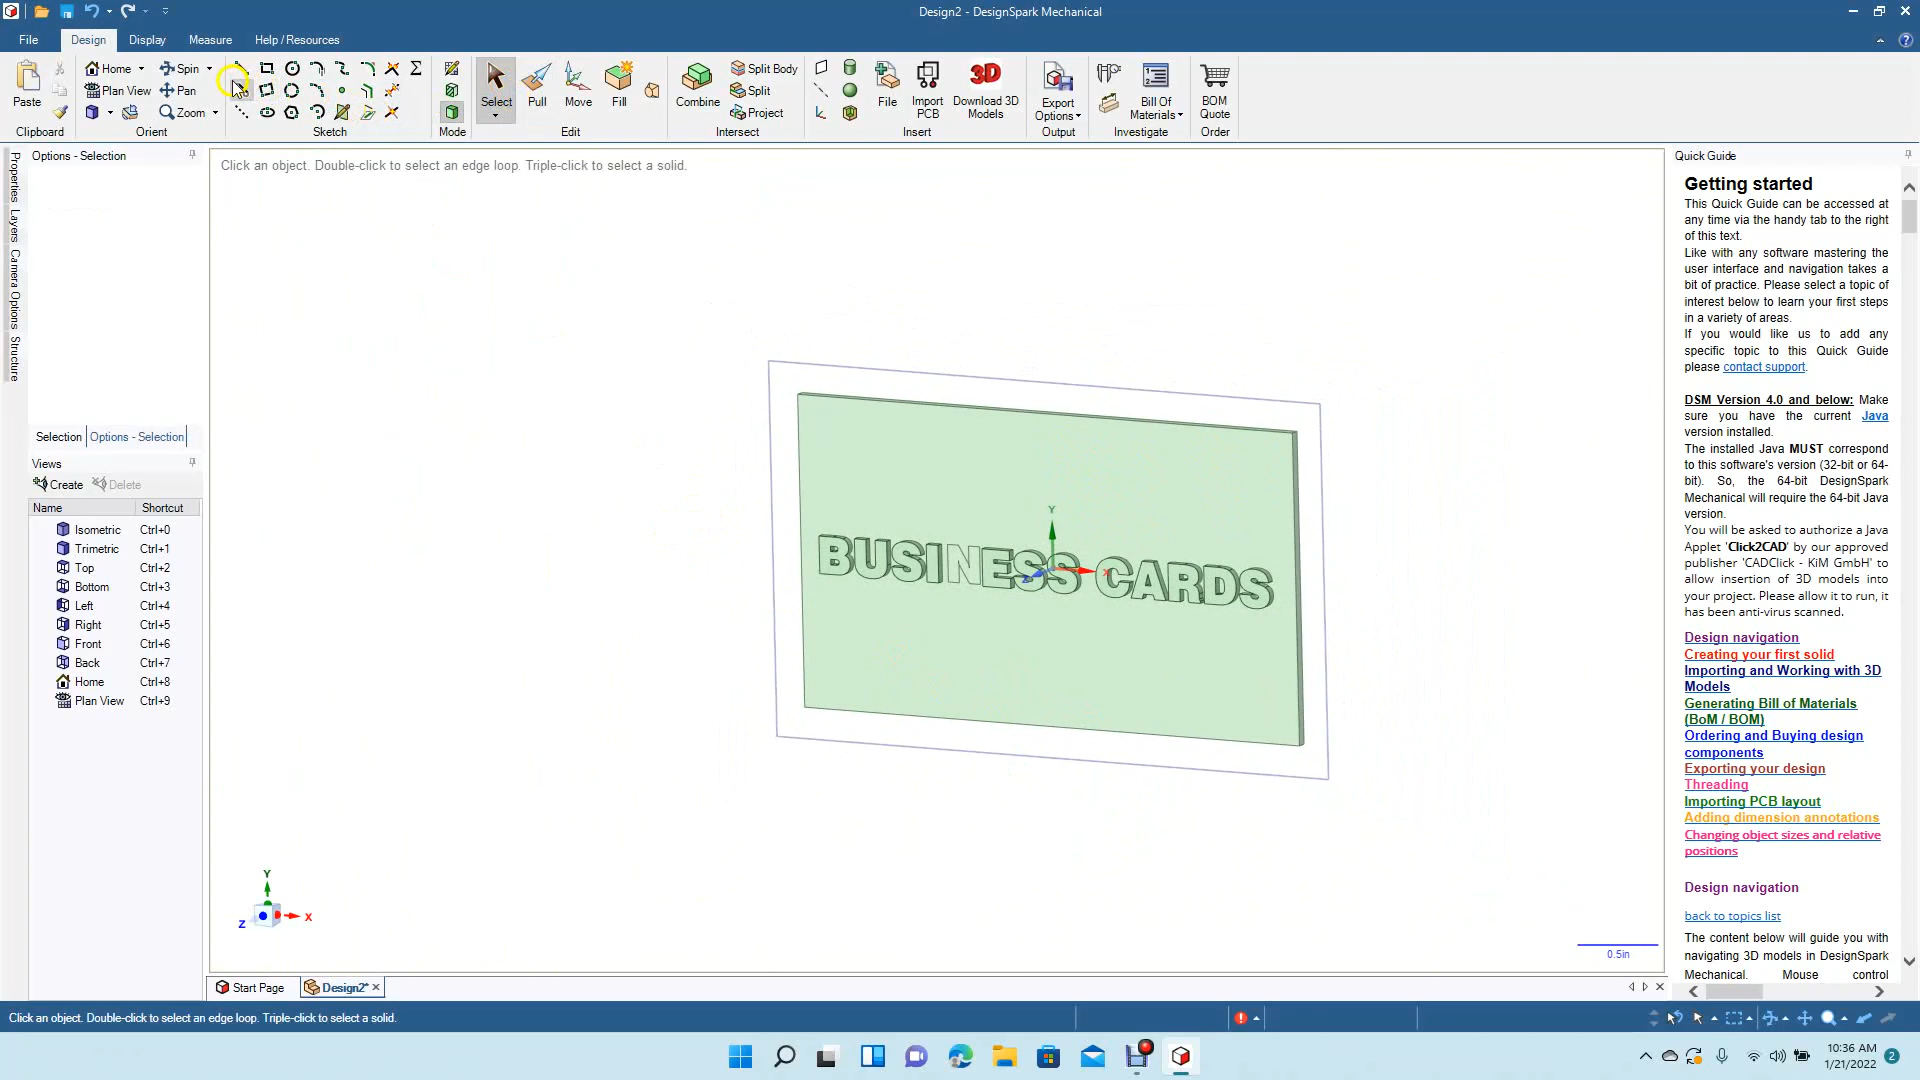 Design2 - DesignSpark Mechanical
File
Design
Display
Measure
Help / Resources
Paste
Clipboard
Home
Plan View
Spin
Pan
Zoom
Orient
Sketch
Mode
Select
Pull
Move
Fill
Edit
Combine
Split Body
Split
Project
Intersect
File
Import PCB
Download 3D Models
Insert
Export Options
Output
Bill Of Materials
Investigate
BOM Quote
Order
Properties
Layers
Camera Options
Structure
Options - Selection
Selection
Options - Selection
Views
Create
Delete
Name Shortcut
Isometric Ctrl+0
Trimetric Ctrl+1
Top Ctrl+2
Bottom Ctrl+3
Left Ctrl+4
Right Ctrl+5
Front Ctrl+6
Back Ctrl+7
Home Ctrl+8
Plan View Ctrl+9
Click an object. Double-click to select an edge loop. Triple-click to select a solid.
BUSINESS CARDS
Y
X
Z
Y
X
Z
0.5in
Start Page
Design2*
Quick Guide
Getting started
This Quick Guide can be accessed at
any time via the handy tab to the right
of this text.
Like with any software mastering the
user interface and navigation takes a
bit of practice. Please select a topic of
interest below to learn your first steps
in a variety of areas.
If you would like us to add any
specific topic to this Quick Guide
please contact support.
DSM Version 4.0 and below: Make
sure you have the current Java
version installed.
The installed Java MUST correspond
to this software's version (32-bit or 64-
bit). So, the 64-bit DesignSpark
Mechanical will require the 64-bit Java
version.
You will be asked to authorize a Java
Applet 'Click2CAD' by our approved
publisher 'CADClick - KiM GmbH' to
allow insertion of 3D models into
your project. Please allow it to run, it
has been anti-virus scanned.
Design navigation
Creating your first solid
Importing and Working with 3D
Models
Generating Bill of Materials
(BoM / BOM)
Ordering and Buying design
components
Exporting your design
Threading
Importing PCB layout
Adding dimension annotations
Changing object sizes and relative
positions
Design navigation
back to topics list
The content below will guide you with
navigating 3D models in DesignSpark
Mechanical. Mouse control
Click an object. Double-click to select an edge loop. Triple-click to select a solid.
10:36 AM
1/21/2022
2